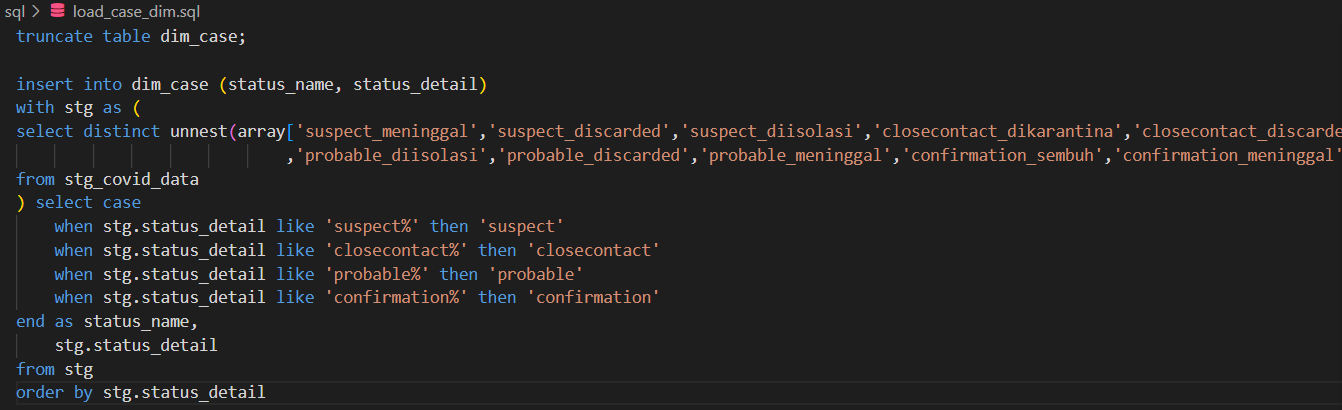 sql > load_case_dim.sql
truncate table dim_case;
insert into dim_case (status_name, status_detail)
with stg as (
select distinct unnest(array['suspect_meninggal','suspect_discarded','suspect_diisolasi','closecontact_dikarantina','closecontact_discarde
,'probable_diisolasi','probable_discarded','probable_meninggal','confirmation_sembuh','confirmation_meninggal'
from stg_covid_data
) select case
when stg.status_detail like 'suspect%' then 'suspect'
when stg.status_detail like 'closecontact%' then 'closecontact'
when stg.status_detail like 'probable%' then 'probable'
when stg.status_detail like 'confirmation%' then 'confirmation'
end as status_name,
stg.status_detail
from stg
order by stg.status_detail